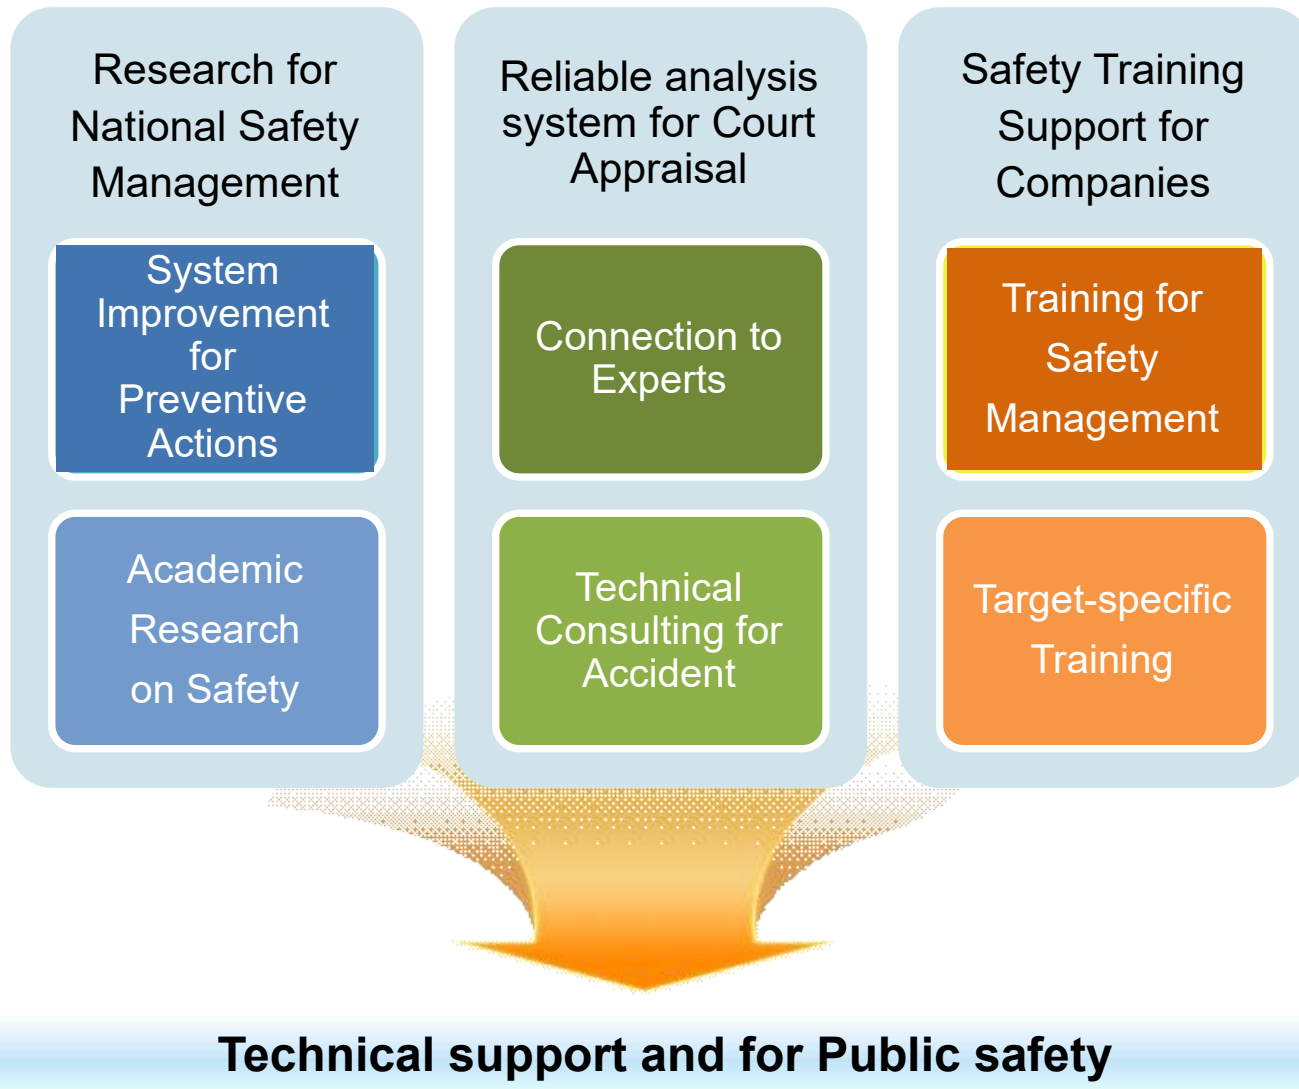 Research for
National Safety
Management
System
Improvement
for
Preventive
Actions
Academic
Research
on Safety
Reliable analysis
system for Court
Appraisal
Connection to
Experts
Technical
Consulting for
Accident
Safety Training
Support for
Companies
Training for
Safety
Management
Target-specific
Training
Technical support and for Public safety